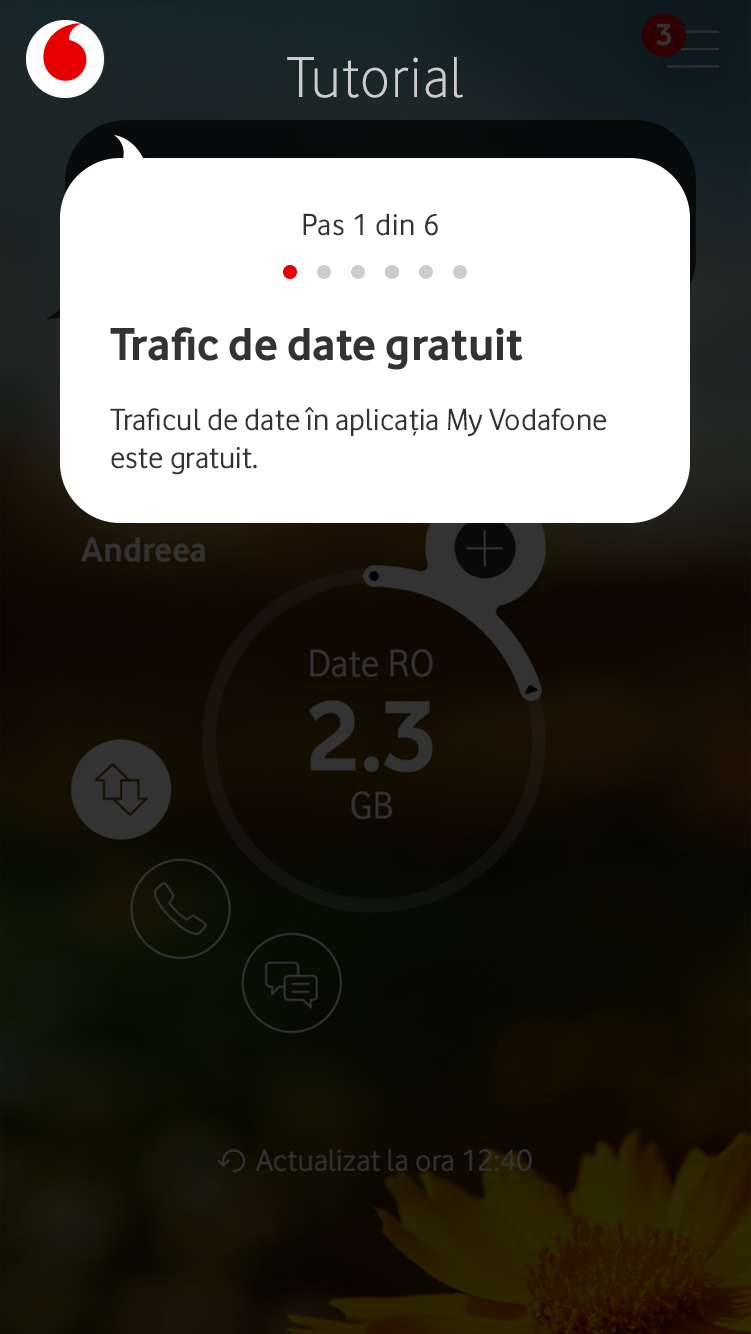 3
Tutorial
Pas 1 din 6
Trafic de date gratuit
Traficul de date în aplicația My Vodafone
este gratuit.
Andreea
Date RO
2.3
GB
Actualizat la ora 12:40